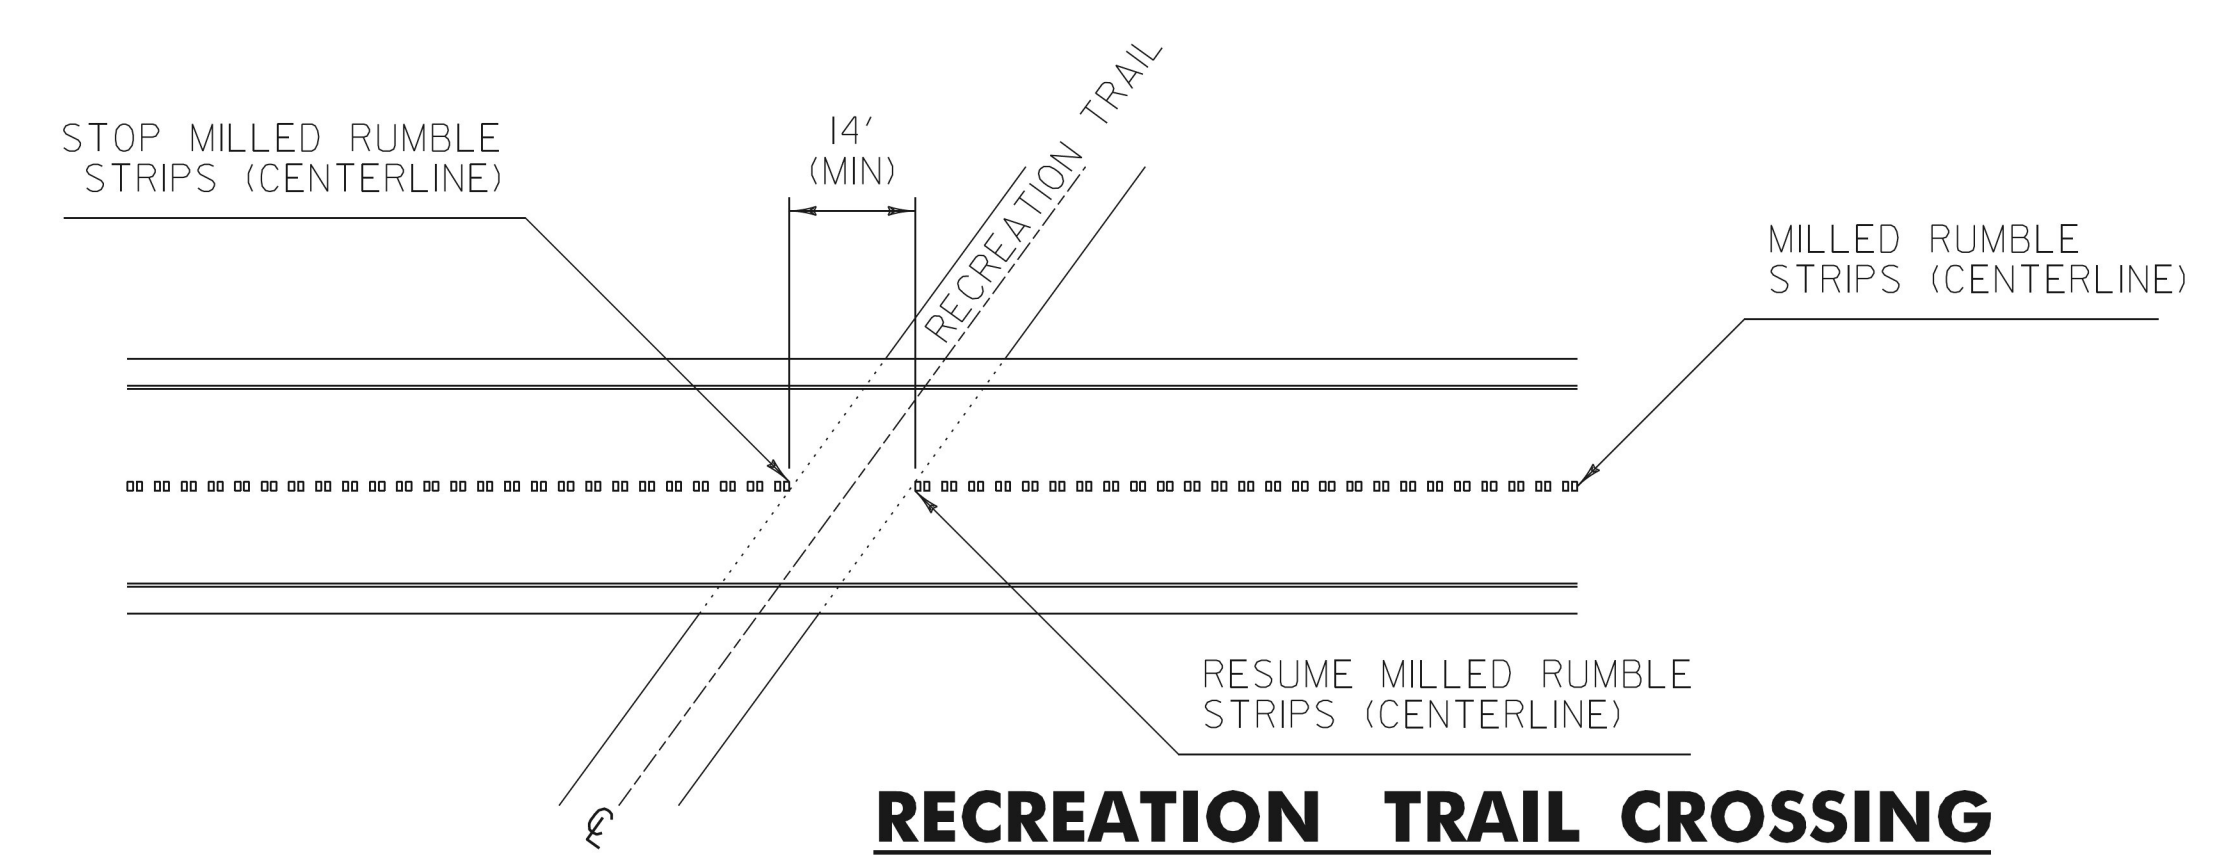 STOP MILLED RUMBLE
STRIPS (CENTERLINE)
14'
(MIN)
RECREATION TRAIL
MILLED RUMBLE
STRIPS (CENTERLINE)
RESUME MILLED RUMBLE
STRIPS (CENTERLINE)
℄
RECREATION TRAIL CROSSING